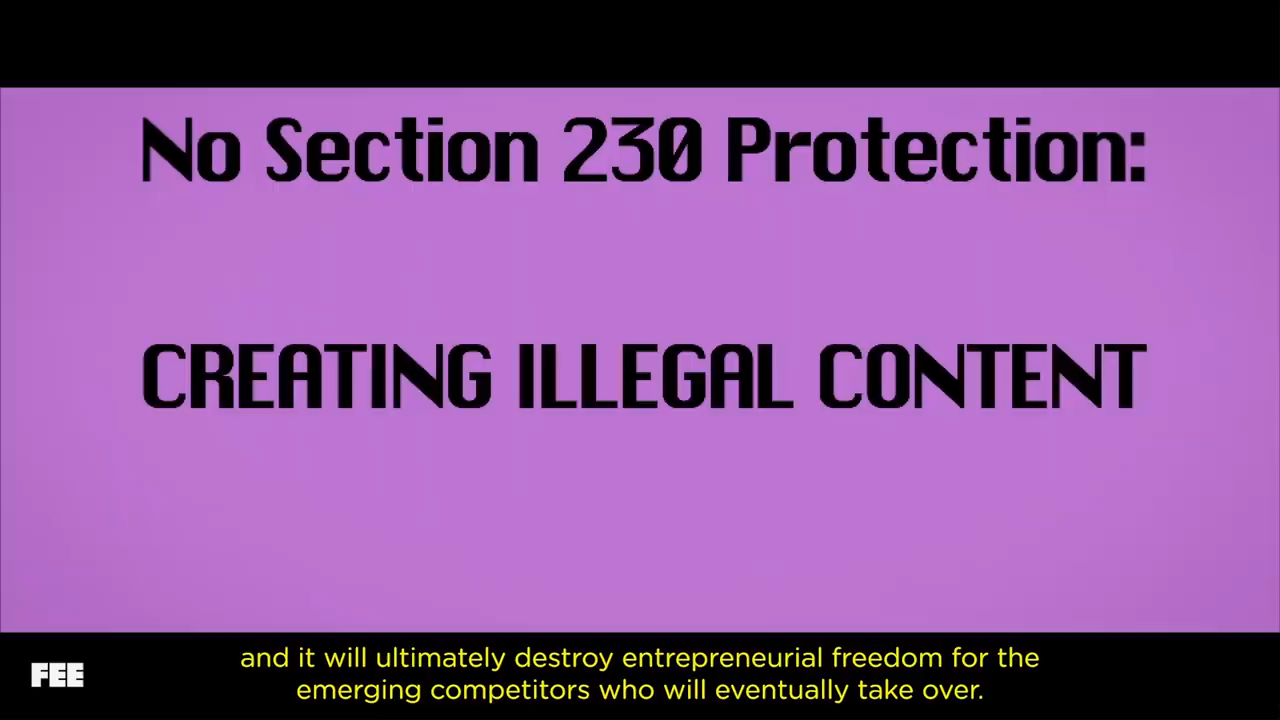 No Section 230 Protection:
CREATING ILLEGAL CONTENT
FEE
and it will ultimately destroy entrepreneurial freedom for the
emerging competitors who will eventually take over.